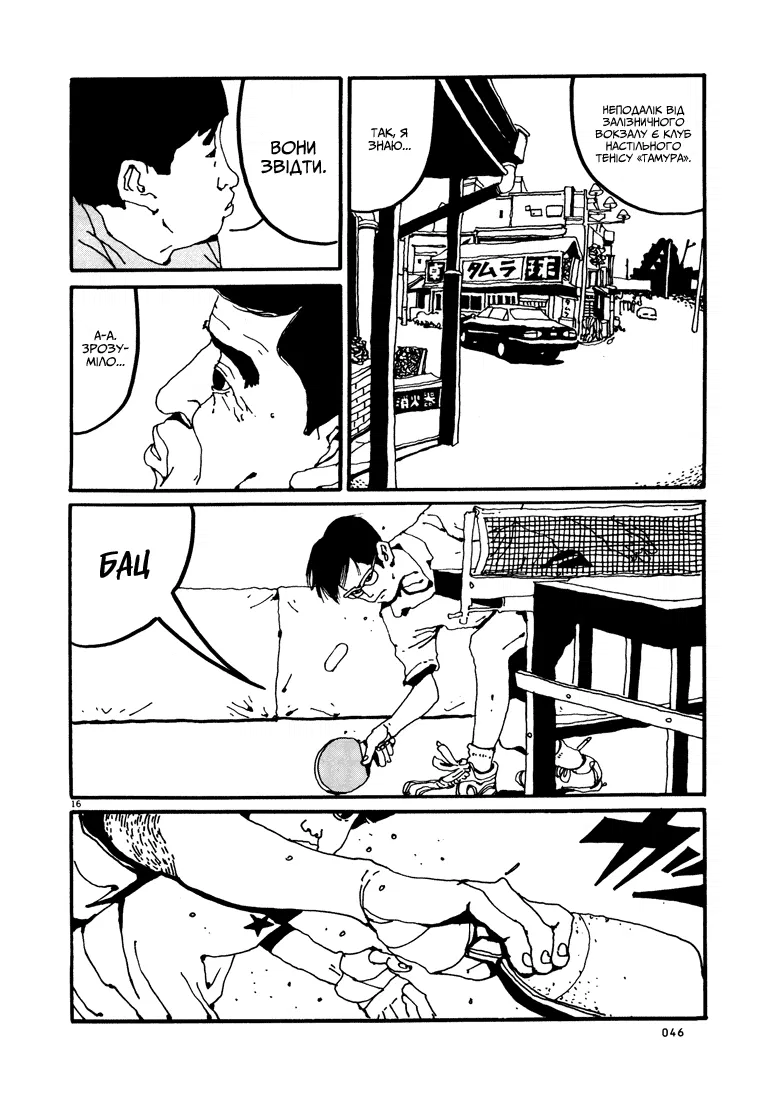 НЕПОДАЛІК ВІД
ЗАЛІЗНИЧНОГО
ВОКЗАЛУ Є КЛУБ
НАСТІЛЬНОГО
ТЕНІСУ «ТАМУРА».
ТАК, Я
ЗНАЮ...
タムラ 球
ВОНИ
ЗВІДТИ.
А-А.
ЗРОЗУ-
МІЛО...
БАЦ
16
046